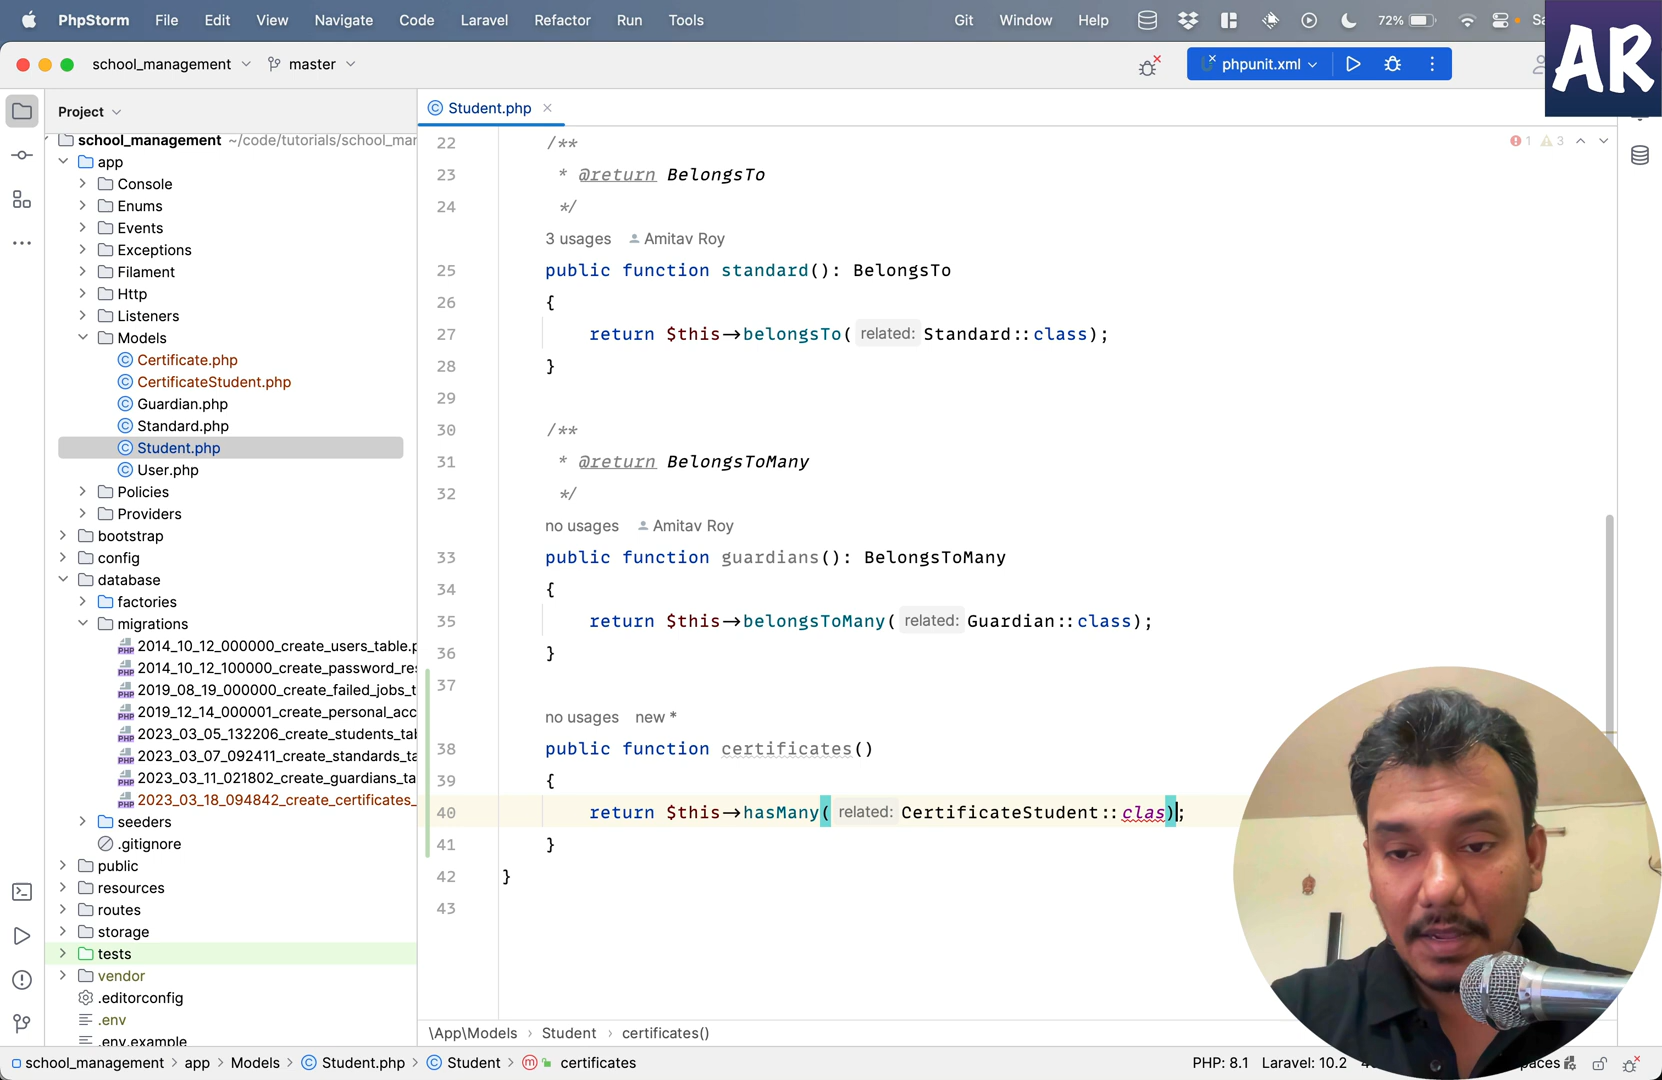 PhpStorm File Edit View Navigate Code Laravel Refactor Run Tools Git Window Help 72%
AR
school_management master phpunit.xml
Project
Student.php
school_management ~/code/tutorials/school_mar
app
Console
Enums
Events
Exceptions
Filament
Http
Listeners
Models
Certificate.php
CertificateStudent.php
Guardian.php
Standard.php
Student.php
User.php
Policies
Providers
bootstrap
config
database
factories
migrations
2014_10_12_000000_create_users_table.p
2014_10_12_100000_create_password_res
2019_08_19_000000_create_failed_jobs_t
2019_12_14_000001_create_personal_acc
2023_03_05_132206_create_students_tab
2023_03_07_092411_create_standards_ta
2023_03_11_021802_create_guardians_ta
2023_03_18_094842_create_certificates_
seeders
.gitignore
public
resources
routes
storage
tests
vendor
.editorconfig
.env
.env.example
1 3
22 /**
23 * @return BelongsTo
24 */
3 usages Amitav Roy
25 public function standard(): BelongsTo
26 {
27 return $this->belongsTo( related: Standard::class);
28 }
29
30 /**
31 * @return BelongsToMany
32 */
no usages Amitav Roy
33 public function guardians(): BelongsToMany
34 {
35 return $this->belongsToMany( related: Guardian::class);
36 }
37
no usages new *
38 public function certificates()
39 {
40 return $this->hasMany( related: CertificateStudent::clas);
41 }
42 }
43
\App\Models > Student > certificates()
school_management > app > Models > Student.php > Student > certificates PHP: 8.1 Laravel: 10.2